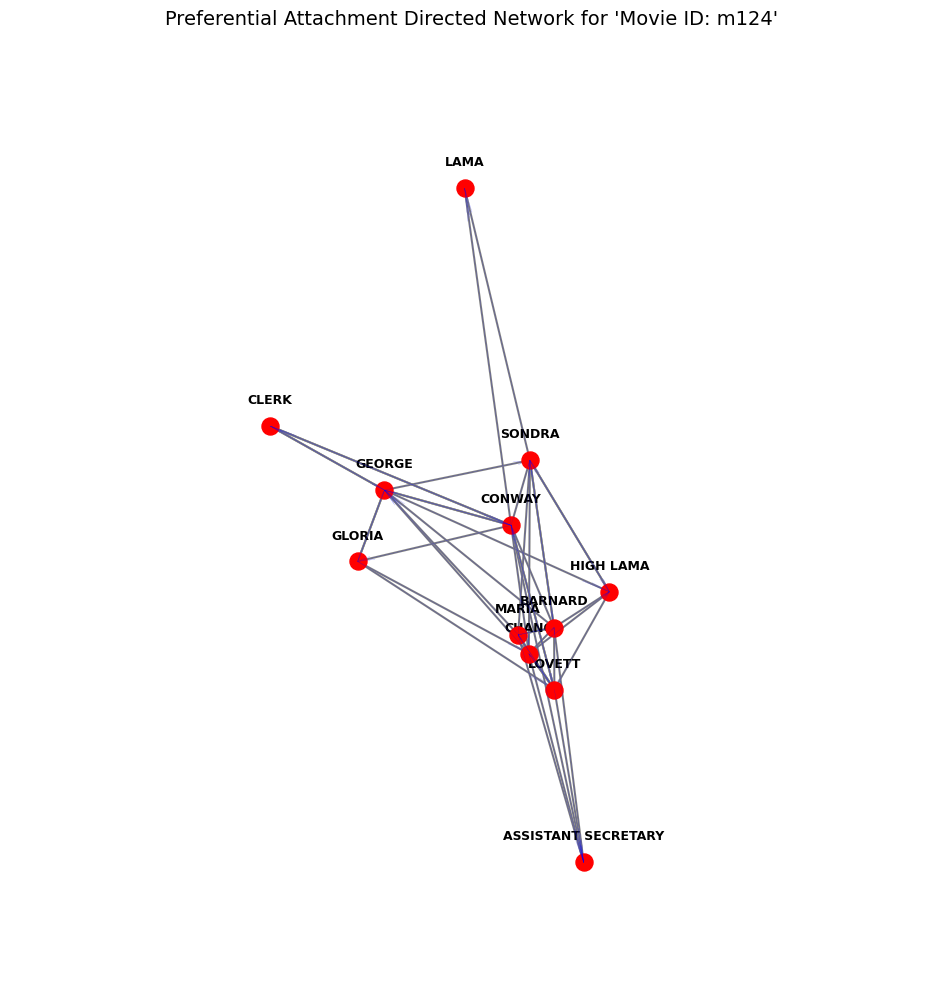 Preferential Attachment Directed Network for 'Movie ID: m124'
LAMA
CLERK
SONDRA
GEORGE
CONWAY
GLORIA
HIGH LAMA
BARNARD
MARIA
CHANG
LOVETT
ASSISTANT SECRETARY